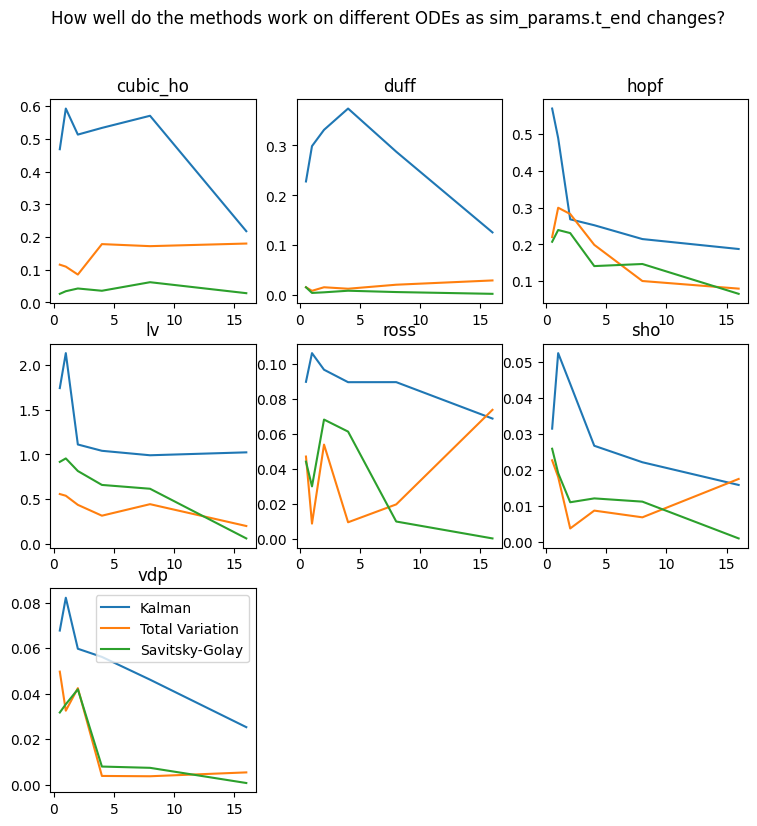 How well do the methods work on different ODEs as sim_params.t_end changes?
cubic_ho
0.6
0.5
0.4
0.3
0.2
0.1
0.0
0 5 10 15
duff
0.3
0.2
0.1
0.0
0 5 10 15
hopf
0.5
0.4
0.3
0.2
0.1
0 5 10 15
lv
2.0
1.5
1.0
0.5
0.0
0 5 10 15
ross
0.10
0.08
0.06
0.04
0.02
0.00
0 5 10 15
sho
0.05
0.04
0.03
0.02
0.01
0.00
0 5 10 15
vdp
0.08
0.06
0.04
0.02
0.00
0 5 10 15
Kalman
Total Variation
Savitsky-Golay